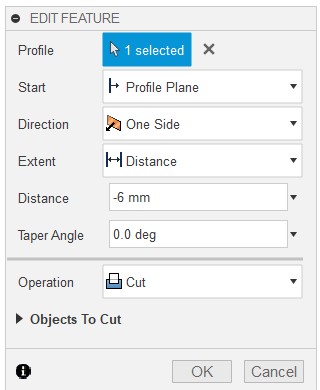 EDIT FEATURE
Profile 1 selected
Start Profile Plane
Direction One Side
Extent Distance
Distance -6 mm
Taper Angle 0.0 deg
Operation Cut
Objects To Cut
OK Cancel